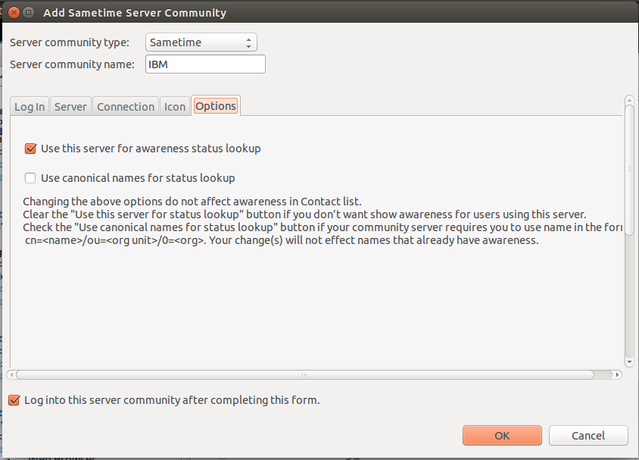 Add Sametime Server Community
Server community type: Sametime
Server community name: IBM
Log In Server Connection Icon Options
Use this server for awareness status lookup
Use canonical names for status lookup
Changing the above options do not affect awareness in Contact list.
Clear the "Use this server for status lookup" button if you don't want show awareness for users using this server.
Check the "Use canonical names for status lookup" button if your community server requires you to use name in the form
cn=<name>/ou=<org unit>/0=<org>. Your change(s) will not effect names that already have awareness.
Log into this server community after completing this form.
OK Cancel